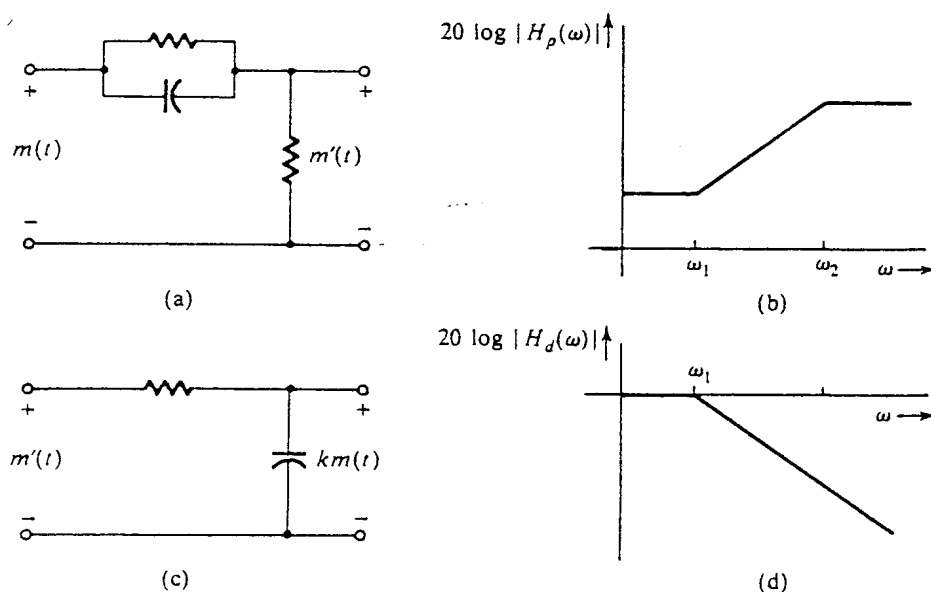 m(t)
+
−
m′(t)
+
−
(a)
20 log |H_p(ω)|
ω₁
ω₂
ω
(b)
m′(t)
+
−
km(t)
+
−
(c)
20 log |H_d(ω)|
ω₁
ω
(d)